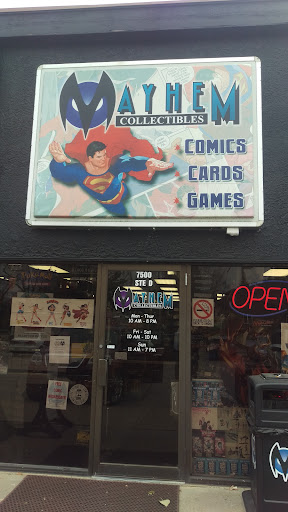 MAYHEM
COLLECTIBLES
COMICS
CARDS
GAMES
7500
STE D
MAYHEM
COLLECTIBLES
Mon - Thur
10 AM - 8 PM
Fri - Sat
10 AM - 10 PM
Sun
11 AM - 7 PM
OPEN